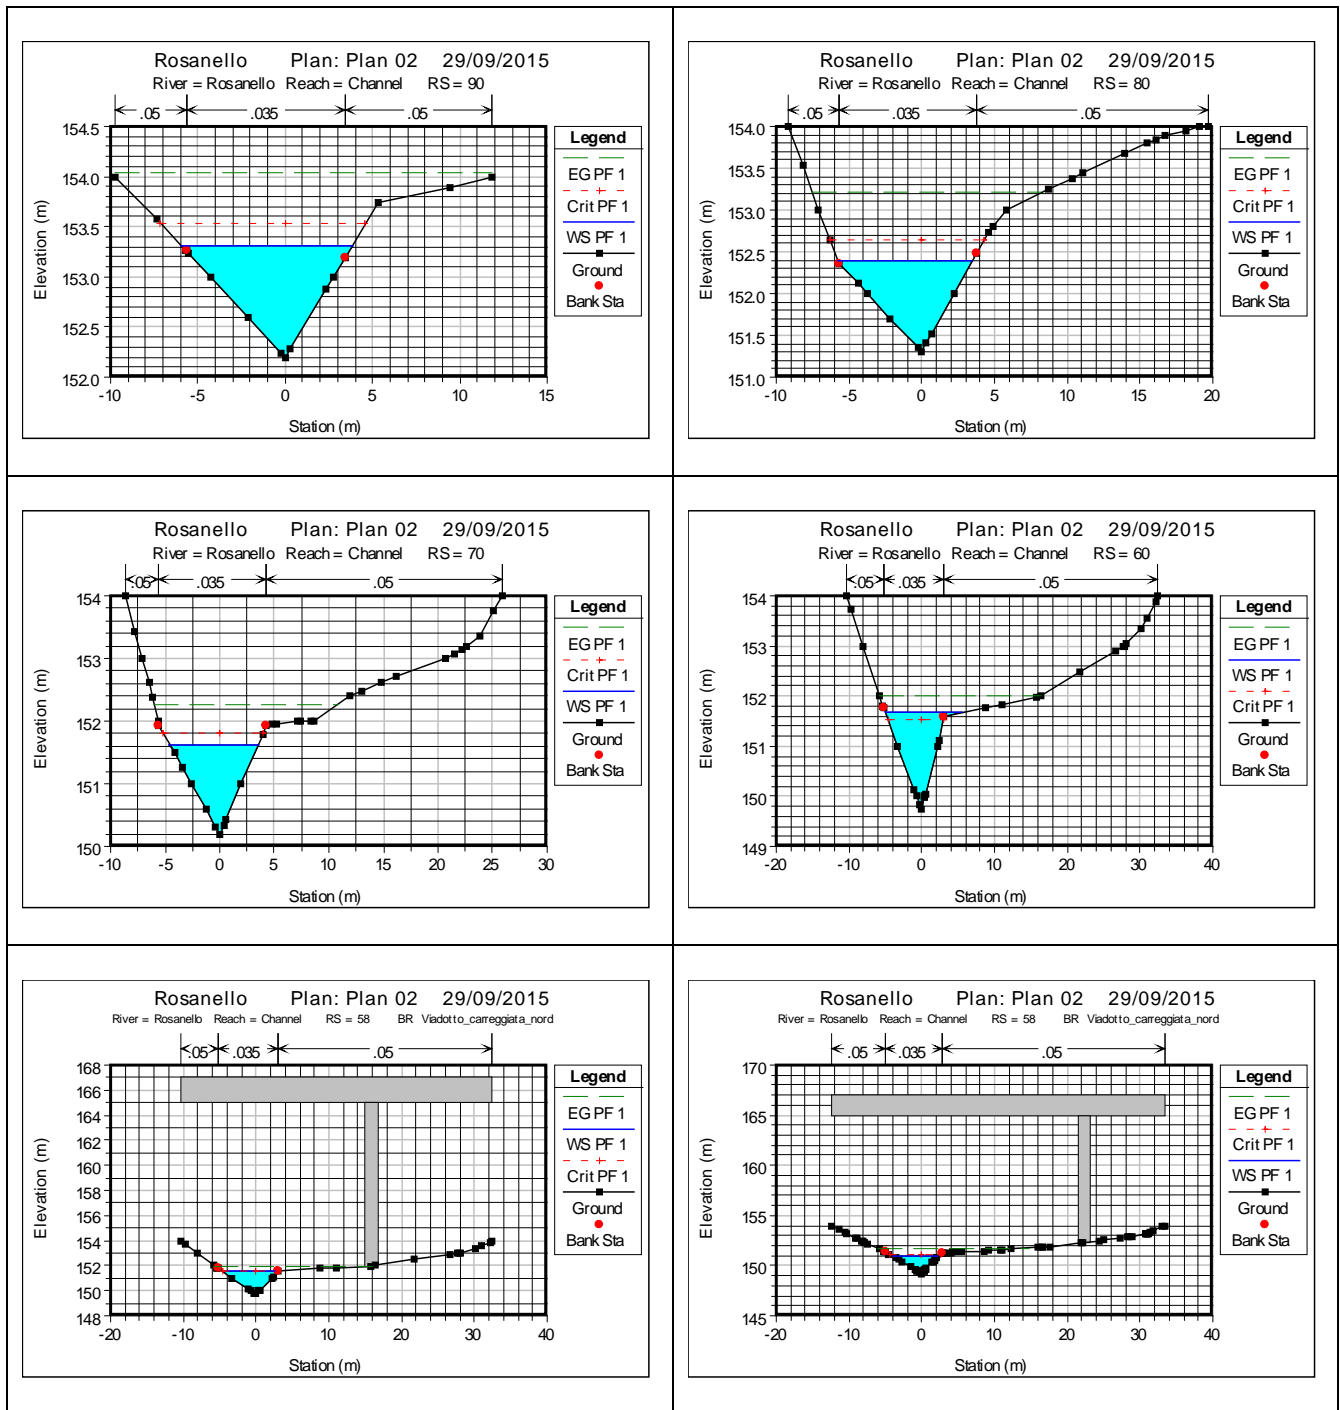 Rosanello Plan: Plan 02 29/09/2015
River = Rosanello Reach = Channel RS = 90
.05 .035 .05
154.5
154.0
153.5
153.0
152.5
152.0
Elevation (m)
-10 -5 0 5 10 15
Station (m)
Legend
EG PF 1
Crit PF 1
WS PF 1
Ground
Bank Sta
Rosanello Plan: Plan 02 29/09/2015
River = Rosanello Reach = Channel RS = 80
.05 .035 .05
154.0
153.5
153.0
152.5
152.0
151.5
151.0
Elevation (m)
-10 -5 0 5 10 15 20
Station (m)
Legend
EG PF 1
Crit PF 1
WS PF 1
Ground
Bank Sta
Rosanello Plan: Plan 02 29/09/2015
River = Rosanello Reach = Channel RS = 70
.05 .035 .05
154
153
152
151
150
Elevation (m)
-10 -5 0 5 10 15 20 25 30
Station (m)
Legend
EG PF 1
Crit PF 1
WS PF 1
Ground
Bank Sta
Rosanello Plan: Plan 02 29/09/2015
River = Rosanello Reach = Channel RS = 60
.05 .035 .05
154
153
152
151
150
149
Elevation (m)
-20 -10 0 10 20 30 40
Station (m)
Legend
EG PF 1
WS PF 1
Crit PF 1
Ground
Bank Sta
Rosanello Plan: Plan 02 29/09/2015
River = Rosanello Reach = Channel RS = 58 BR Viadotto_carreggiata_nord
.05 .035 .05
168
166
164
162
160
158
156
154
152
150
148
Elevation (m)
-20 -10 0 10 20 30 40
Station (m)
Legend
EG PF 1
WS PF 1
Crit PF 1
Ground
Bank Sta
Rosanello Plan: Plan 02 29/09/2015
River = Rosanello Reach = Channel RS = 58 BR Viadotto_carreggiata_nord
.05 .035 .05
170
165
160
155
150
145
Elevation (m)
-20 -10 0 10 20 30 40
Station (m)
Legend
EG PF 1
Crit PF 1
WS PF 1
Ground
Bank Sta